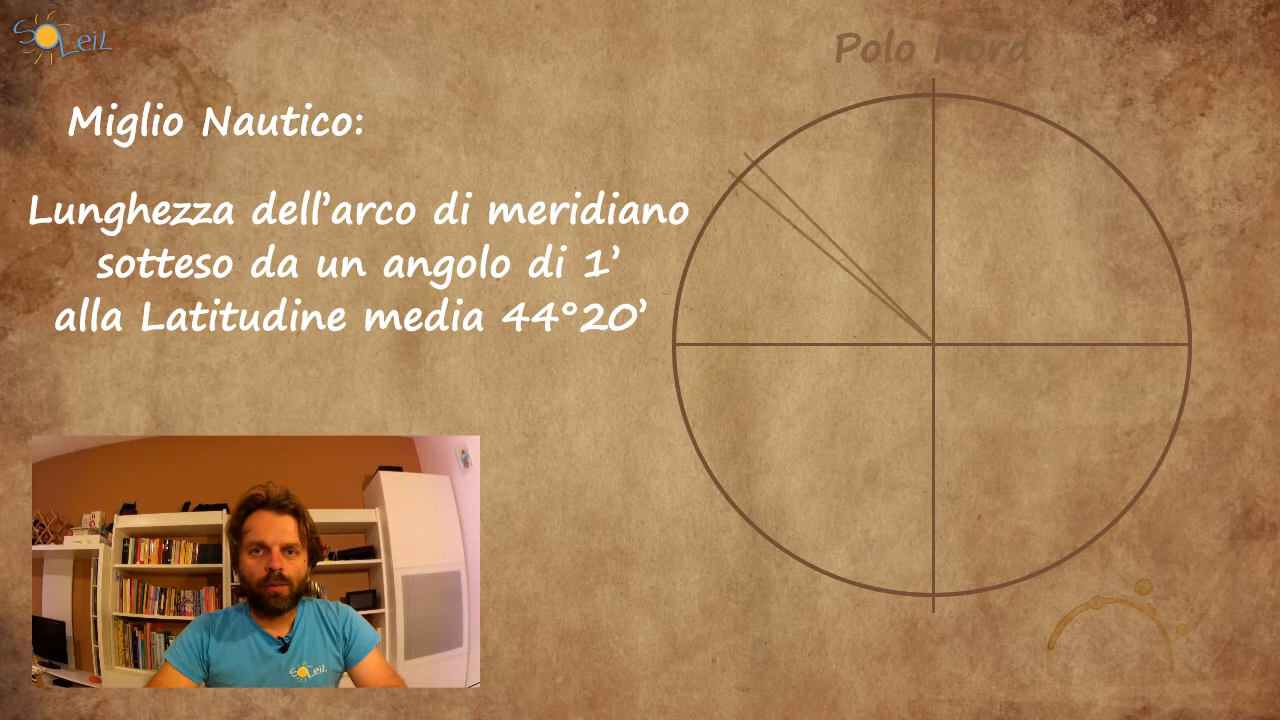 SOLeiL
Polo Nord
Miglio Nautico:
Lunghezza dell’arco di meridiano
sotteso da un angolo di 1’
alla Latitudine media 44°20’
SOLeiL